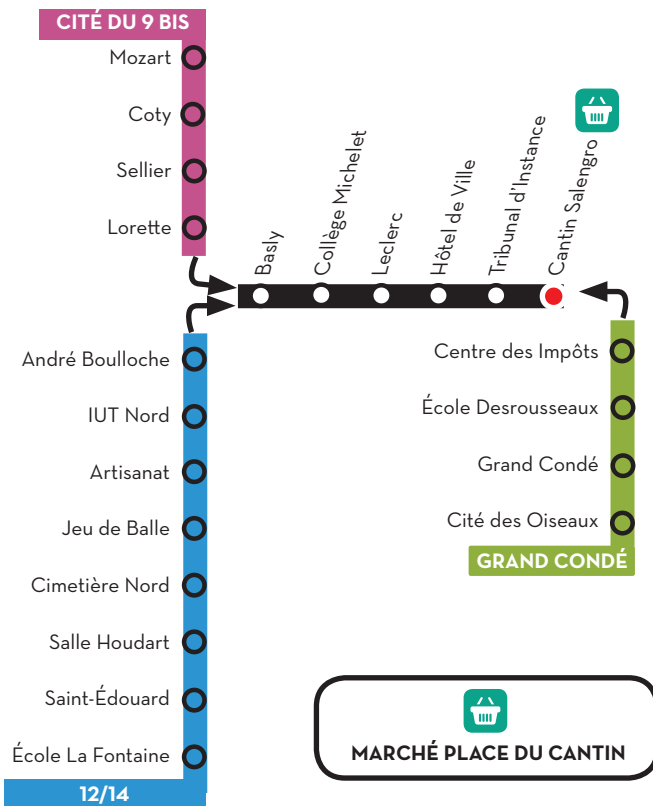 CITÉ DU 9 BIS
Mozart
Coty
Sellier
Lorette
Basly
Collège Michelet
Leclerc
Hôtel de Ville
Tribunal d'Instance
Cantin Salengro
André Boulloche
IUT Nord
Artisanat
Jeu de Balle
Cimetière Nord
Salle Houdart
Saint-Édouard
École La Fontaine
12/14
Centre des Impôts
École Desrousseaux
Grand Condé
Cité des Oiseaux
GRAND CONDÉ
MARCHÉ PLACE DU CANTIN